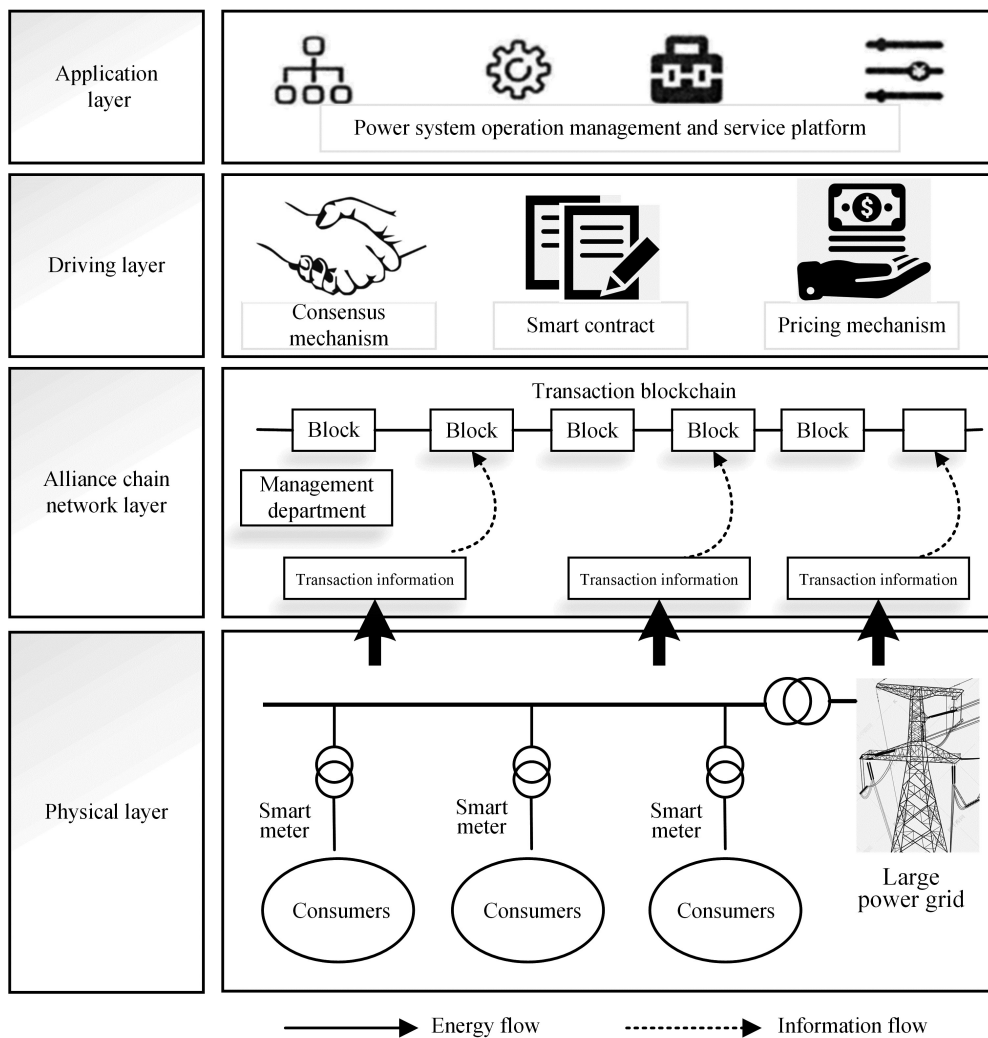 Application
layer
Power system operation management and service platform
Driving layer
Consensus
mechanism
Smart contract
Pricing mechanism
Alliance chain
network layer
Transaction blockchain
Block
Block
Block
Block
Block
Management
department
Transaction information
Transaction information
Transaction information
Physical layer
Smart
meter
Smart
meter
Smart
meter
Consumers
Consumers
Consumers
Large
power grid
Energy flow
Information flow